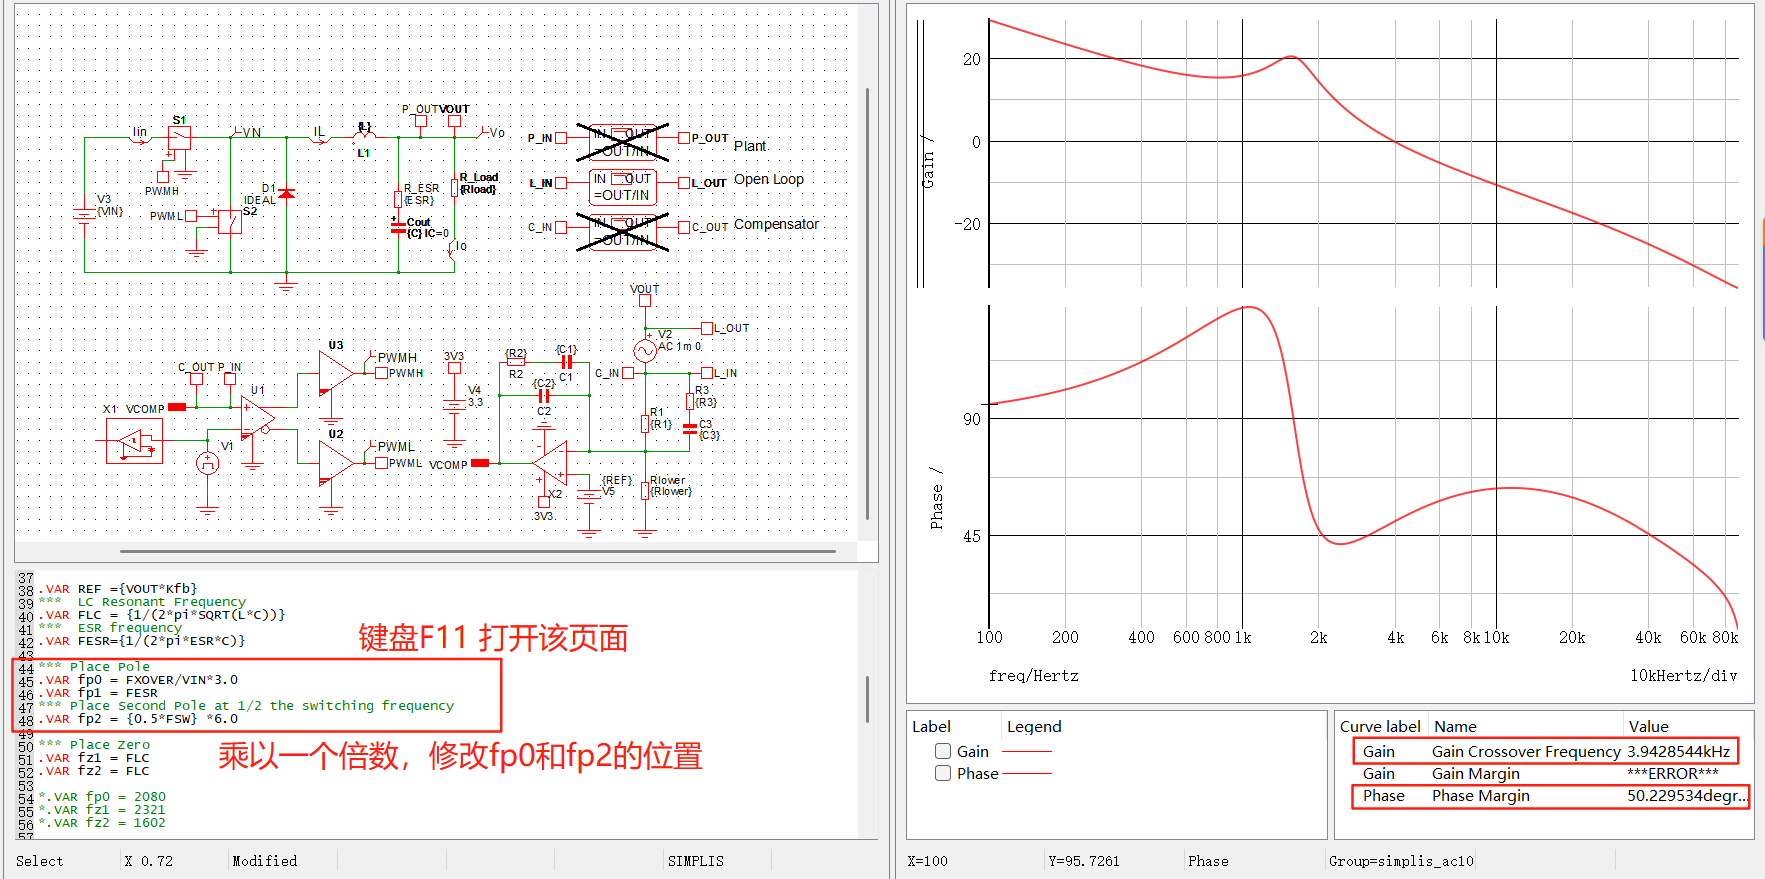 P_OUT VOUT
Iin
S1
VN
IL
{L}
L1
Vo
PWMH
V3
{VIN}
PWML
S2
D1
IDEAL
R_ESR
{ESR}
Cout
{C} IC=0
R_Load
{Rload}
Io
P_IN
IN OUT
=OUT/IN
P_OUT
Plant
L_IN
IN OUT
=OUT/IN
L_OUT
Open Loop
C_IN
IN OUT
=OUT/IN
C_OUT
Compensator
VOUT
L_OUT
V2
AC 1m 0
C_IN
L_IN
R3
{R3}
R1
{R1}
C3
{C3}
Rlower
{Rlower}
{REF}
V5
X2
3V3
{R2}
R2
{C1}
C1
{C2}
C2
3V3
V4
3.3
VCOMP
C_OUT P_IN
U1
X1
VCOMP
V1
U3
PWMH
PWMH
U2
PWML
PWML
37
38 .VAR REF ={VOUT*Kfb}
39 *** LC Resonant Frequency
40 .VAR FLC = {1/(2*pi*SQRT(L*C))}
41 *** ESR frequency
42 .VAR FESR={1/(2*pi*ESR*C)}
43
44 *** Place Pole
45 .VAR fp0 = FXOVER/VIN*3.0
46 .VAR fp1 = FESR
47 *** Place Second Pole at 1/2 the switching frequency
48 .VAR fp2 = {0.5*FSW} *6.0
49
50 *** Place Zero
51 .VAR fz1 = FLC
52 .VAR fz2 = FLC
53
54 *.VAR fp0 = 2080
55 *.VAR fz1 = 2321
56 *.VAR fz2 = 1602
57
键盘F11 打开该页面
乘以一个倍数，修改fp0和fp2的位置
Select
X 0.72
Modified
SIMPLIS
Gain /
20
0
-20
Phase /
90
45
100 200 400 600 800 1k 2k 4k 6k 8k 10k 20k 40k 60k 80k
freq/Hertz
10kHertz/div
Label Legend
Gain
Phase
Curve label Name Value
Gain Gain Crossover Frequency 3.9428544kHz
Gain Gain Margin ***ERROR***
Phase Phase Margin 50.229534degr...
X=100
Y=95.7261
Phase
Group=simplis_ac10